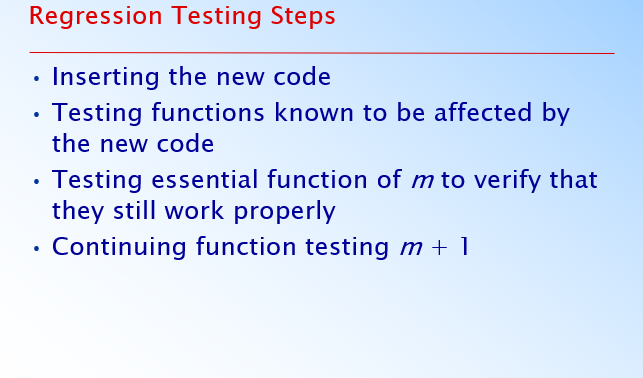 Regression Testing Steps
• Inserting the new code
• Testing functions known to be affected by
the new code
• Testing essential function of m to verify that
they still work properly
• Continuing function testing m + 1